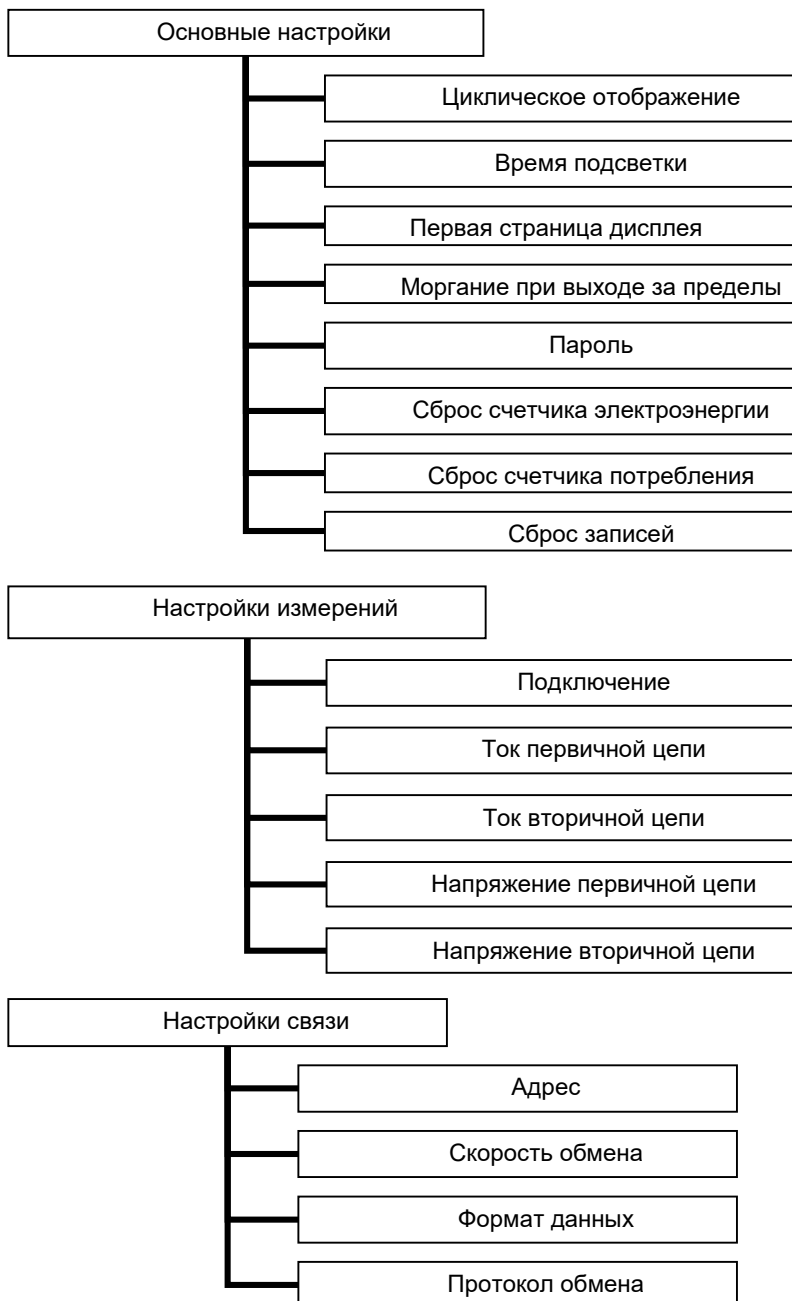 Основные настройки
Циклическое отображение
Время подсветки
Первая страница дисплея
Моргание при выходе за пределы
Пароль
Сброс счетчика электроэнергии
Сброс счетчика потребления
Сброс записей
Настройки измерений
Подключение
Ток первичной цепи
Ток вторичной цепи
Напряжение первичной цепи
Напряжение вторичной цепи
Настройки связи
Адрес
Скорость обмена
Формат данных
Протокол обмена